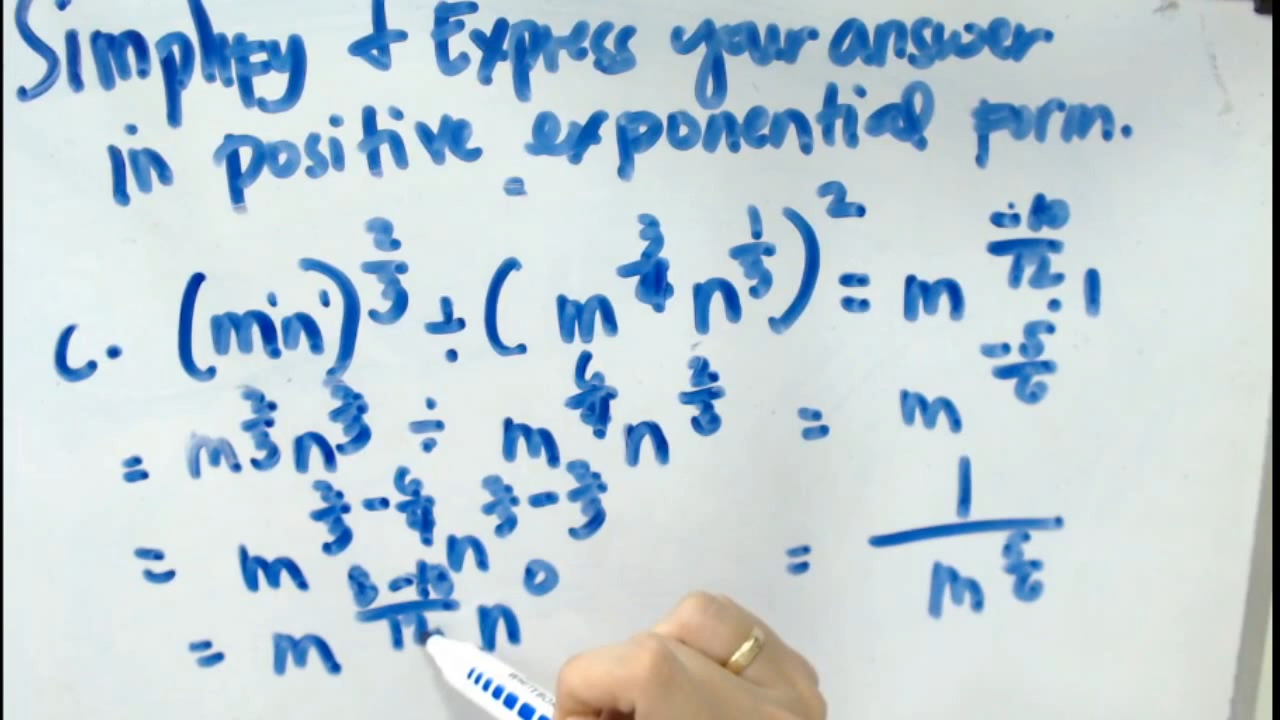 Simplify & Express your answer
in positive exponential form.
c. (m¹n¹)^(2/3) ÷ (m^(3/4) n^(1/3))² = m^(-10/12) · 1
= m^(2/3) n^(2/3) ÷ m^(6/4) n^(2/3) = m^(-5/6)
= m^(2/3 - 6/4) n^(2/3 - 2/3) = 1/m^(5/6)
= m^((8-18)/12) n^0